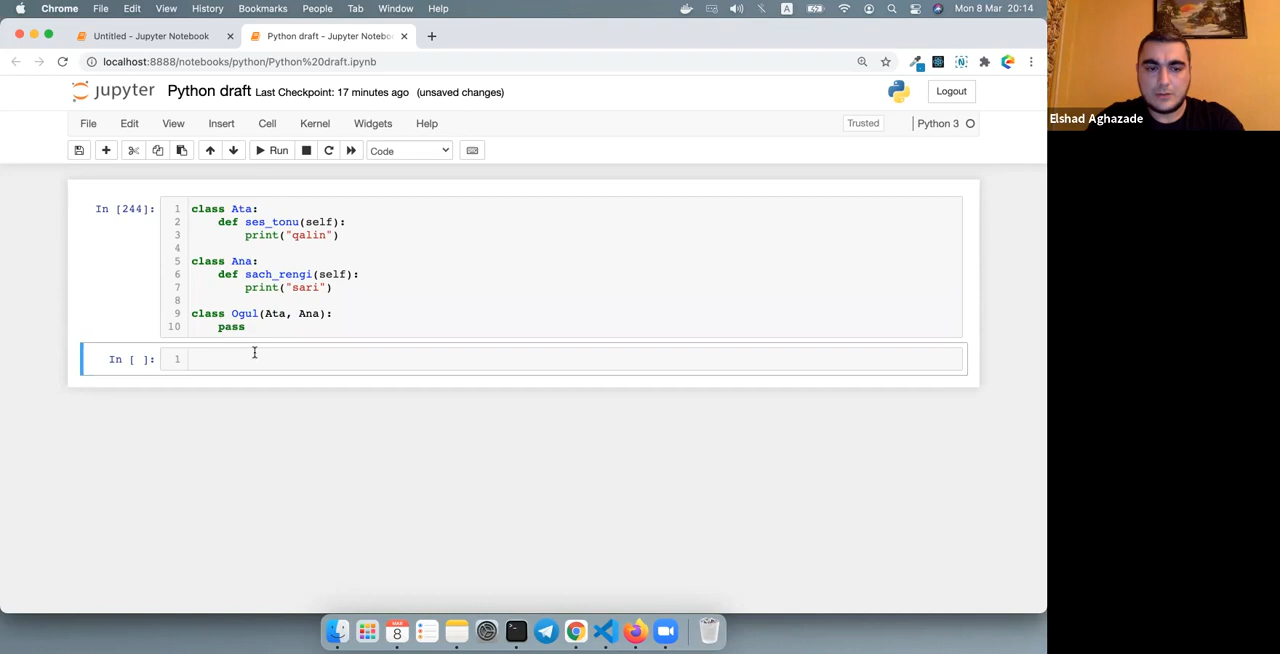 Chrome File Edit View History Bookmarks People Tab Window Help A Mon 8 Mar 20:14
Untitled - Jupyter Notebook Python draft - Jupyter Noteboo
localhost:8888/notebooks/python/Python%20draft.ipynb
jupyter Python draft Last Checkpoint: 17 minutes ago (unsaved changes) Logout
File Edit View Insert Cell Kernel Widgets Help Trusted Python 3
Run Code
In [244]:
1 class Ata:
2 def ses_tonu(self):
3 print("qalin")
4
5 class Ana:
6 def sach_rengi(self):
7 print("sari")
8
9 class Ogul(Ata, Ana):
10 pass
In [ ]: 1
Elshad Aghazade
MAR
8